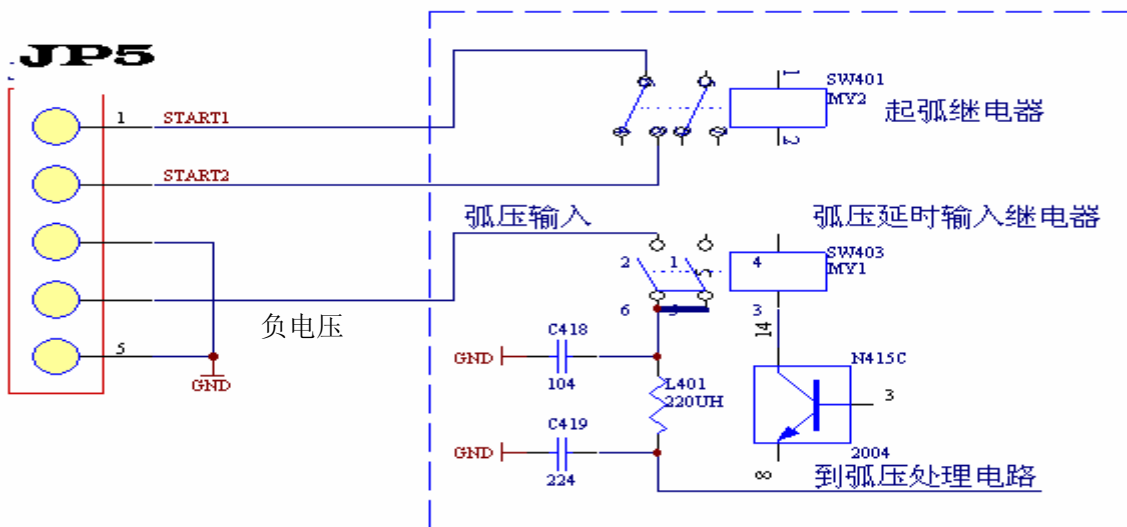 JP5
1
START1
START2
5
GND
负电压
1
SW401
MY2
2
起弧继电器
弧压输入
弧压延时输入继电器
SW403
MY1
2
1
4
6
3
14
C418
GND
104
L401
220UH
C419
GND
224
N415C
3
2004
8
到弧压处理电路